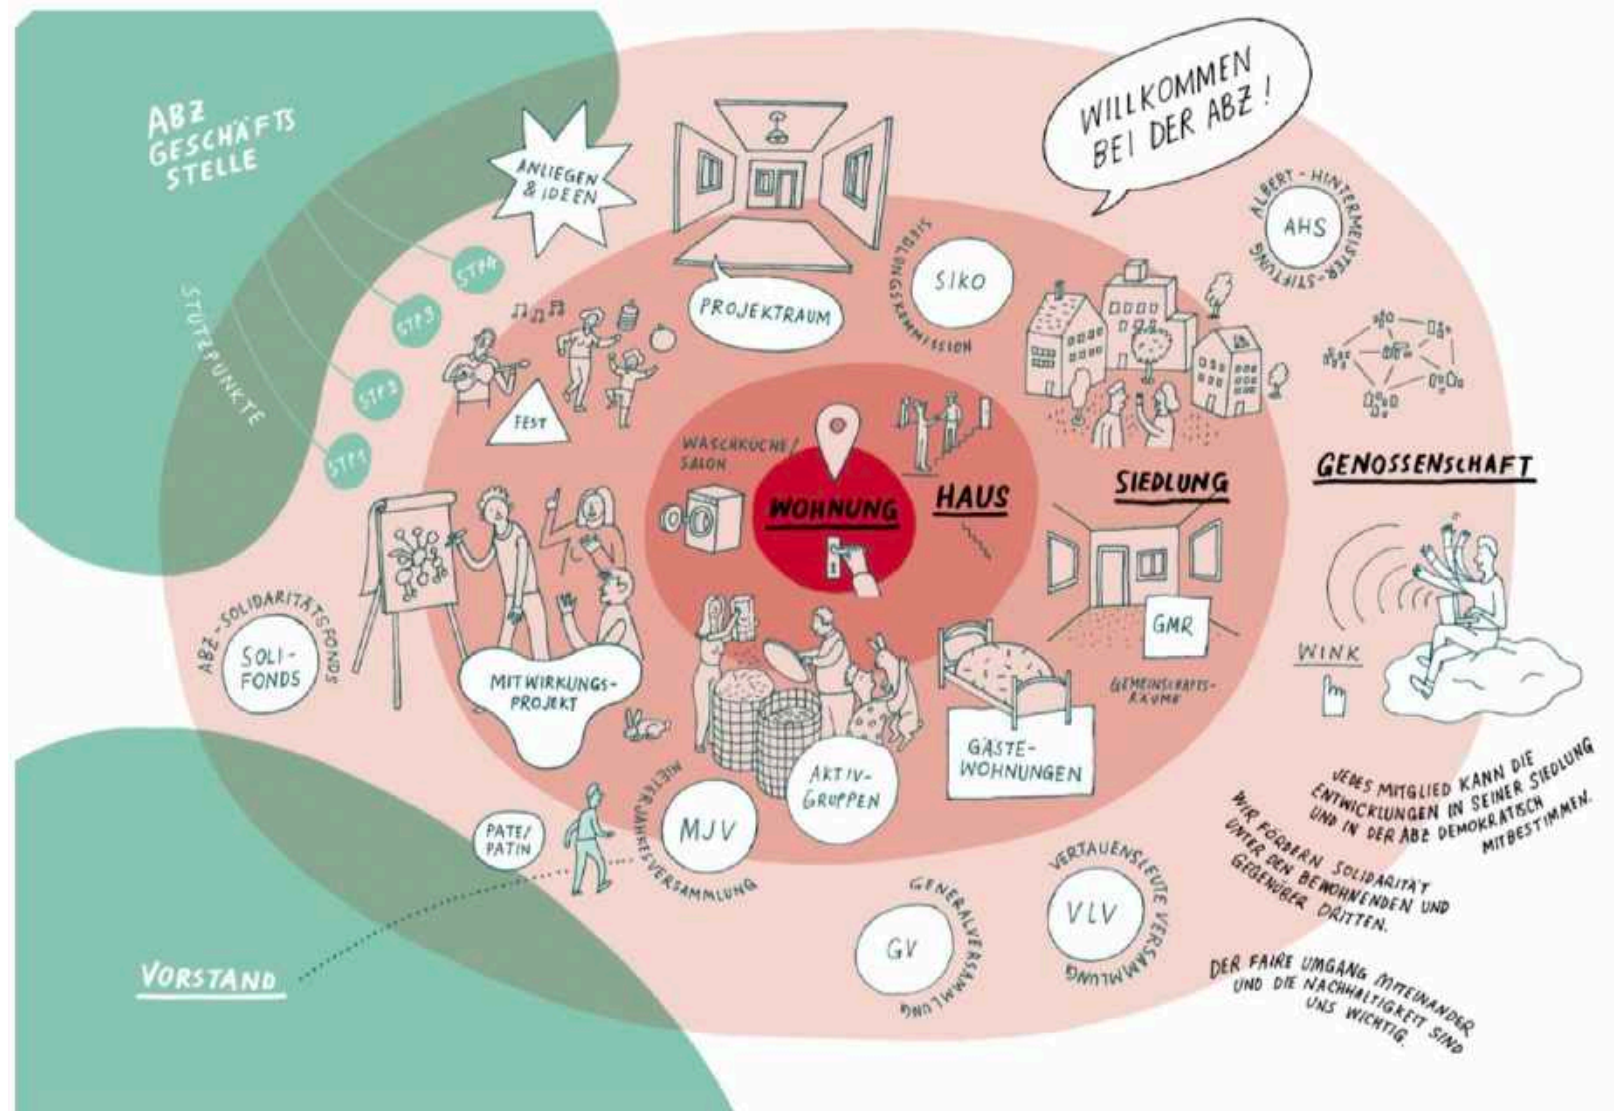 ABZ
GESCHÄFTS
STELLE
STÜTZPUNKTE
STP4
STP3
STP2
STP1
ANLIEGEN
& IDEEN
PROJEKTRAUM
WILLKOMMEN
BEI DER ABZ!
ALBERT-HINTERMEISTER-STIFTUNG
AHS
SIEDLUNGSKOMMISSION
SIKO
FEST
WASCHKÜCHE/
SALON
WOHNUNG
HAUS
SIEDLUNG
GENOSSENSCHAFT
ABZ-SOLIDARITÄTSFONDS
SOLI-
FONDS
MITWIRKUNGS-
PROJEKT
GMR
GEMEINSCHAFTS-
RÄUME
WINK
GÄSTE-
WOHNUNGEN
AKTIV-
GRUPPEN
PATE/
PATIN
MJV
MIETERJAHRESVERSAMMLUNG
GENERALVERSAMMLUNG
GV
VERTAUENSLEUTE VERSAMMLUNG
VLV
VORSTAND
JEDES MITGLIED KANN DIE
ENTWICKLUNGEN IN SEINER SIEDLUNG
UND IN DER ABZ DEMOKRATISCH
MITBESTIMMEN.
WIR FÖRDERN SOLIDARITÄT
UNTER DEN BEWOHNENDEN UND
GEGENÜBER DRITTEN.
DER FAIRE UMGANG MITEINANDER
UND DIE NACHHALTIGKEIT SIND
UNS WICHTIG.